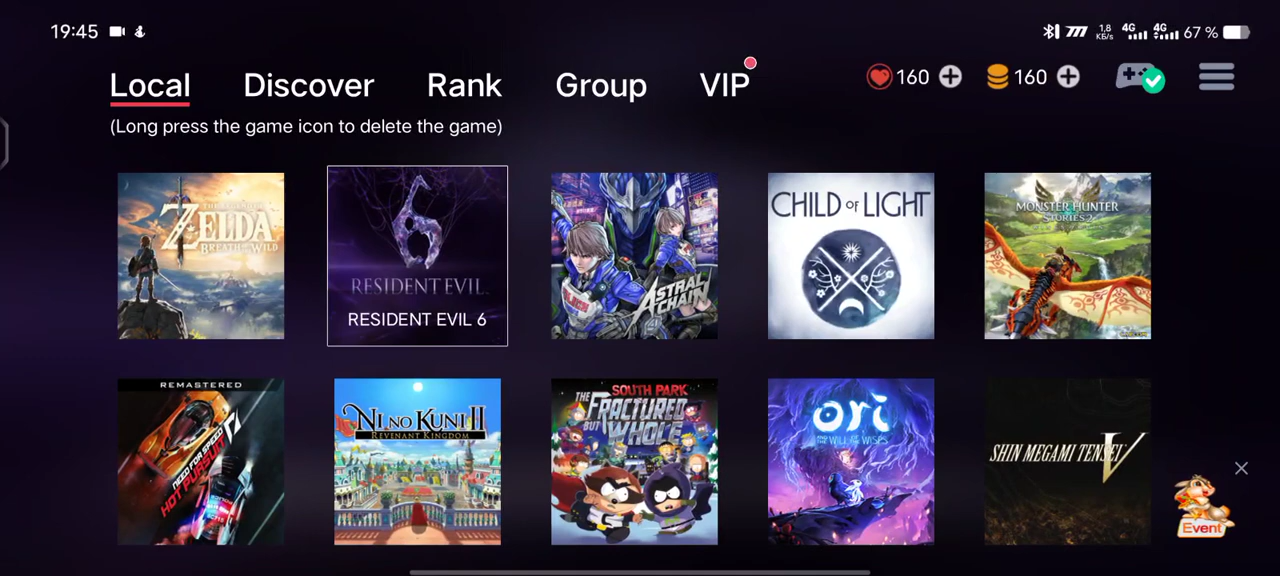 19:45
1,8 КБ/s 4G 4G 67 %
Local Discover Rank Group VIP
160 160
(Long press the game icon to delete the game)
THE LEGEND OF
ZELDA
BREATH OF THE WILD
RESIDENT EVIL
RESIDENT EVIL 6
ASTRAL
CHAIN
CHILD OF LIGHT
MONSTER HUNTER
STORIES 2
CAPCOM
REMASTERED
NEED FOR SPEED
HOT PURSUIT
NI NO KUNI II
REVENANT KINGDOM
SOUTH PARK
THE FRACTURED
BUT WHOLE
ori
AND THE WILL OF THE WISPS
SHIN MEGAMI TENSEI V
Event